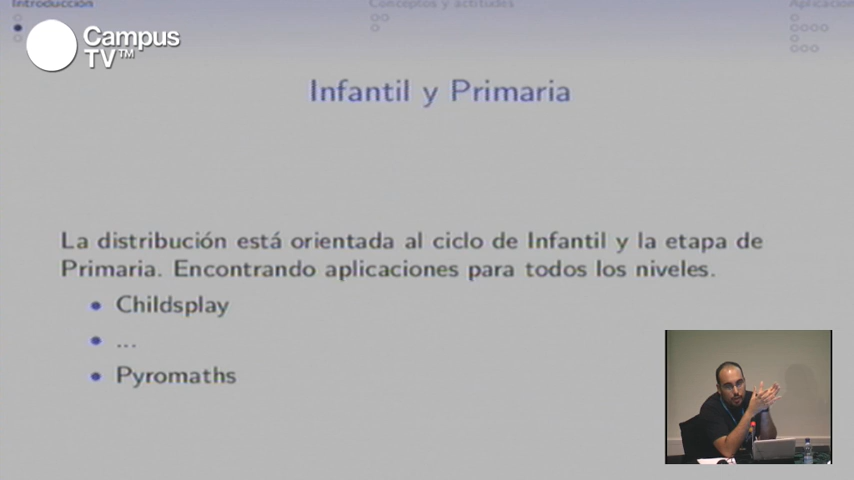 Introducción
Conceptos y actitudes
Aplicación
Campus
TV™
Infantil y Primaria
La distribución está orientada al ciclo de Infantil y la etapa de
Primaria. Encontrando aplicaciones para todos los niveles.
Childsplay
...
Pyromaths